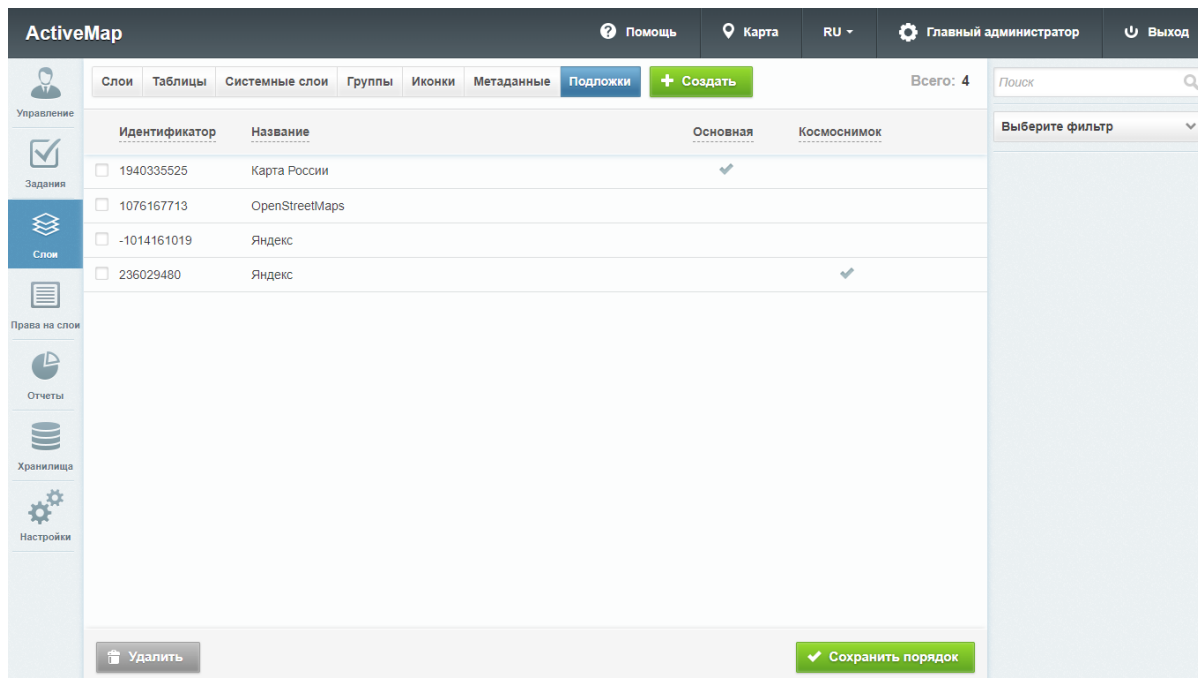 ActiveMap
Помощь
Карта
RU
Главный администратор
Выход
Управление
Задания
Слои
Права на слои
Отчеты
Хранилища
Настройки
Слои Таблицы Системные слои Группы Иконки Метаданные Подложки Создать Всего: 4
Идентификатор Название Основная Космоснимок
1940335525 Карта России
1076167713 OpenStreetMaps
-1014161019 Яндекс
236029480 Яндекс
Удалить
Сохранить порядок
Поиск
Выберите фильтр